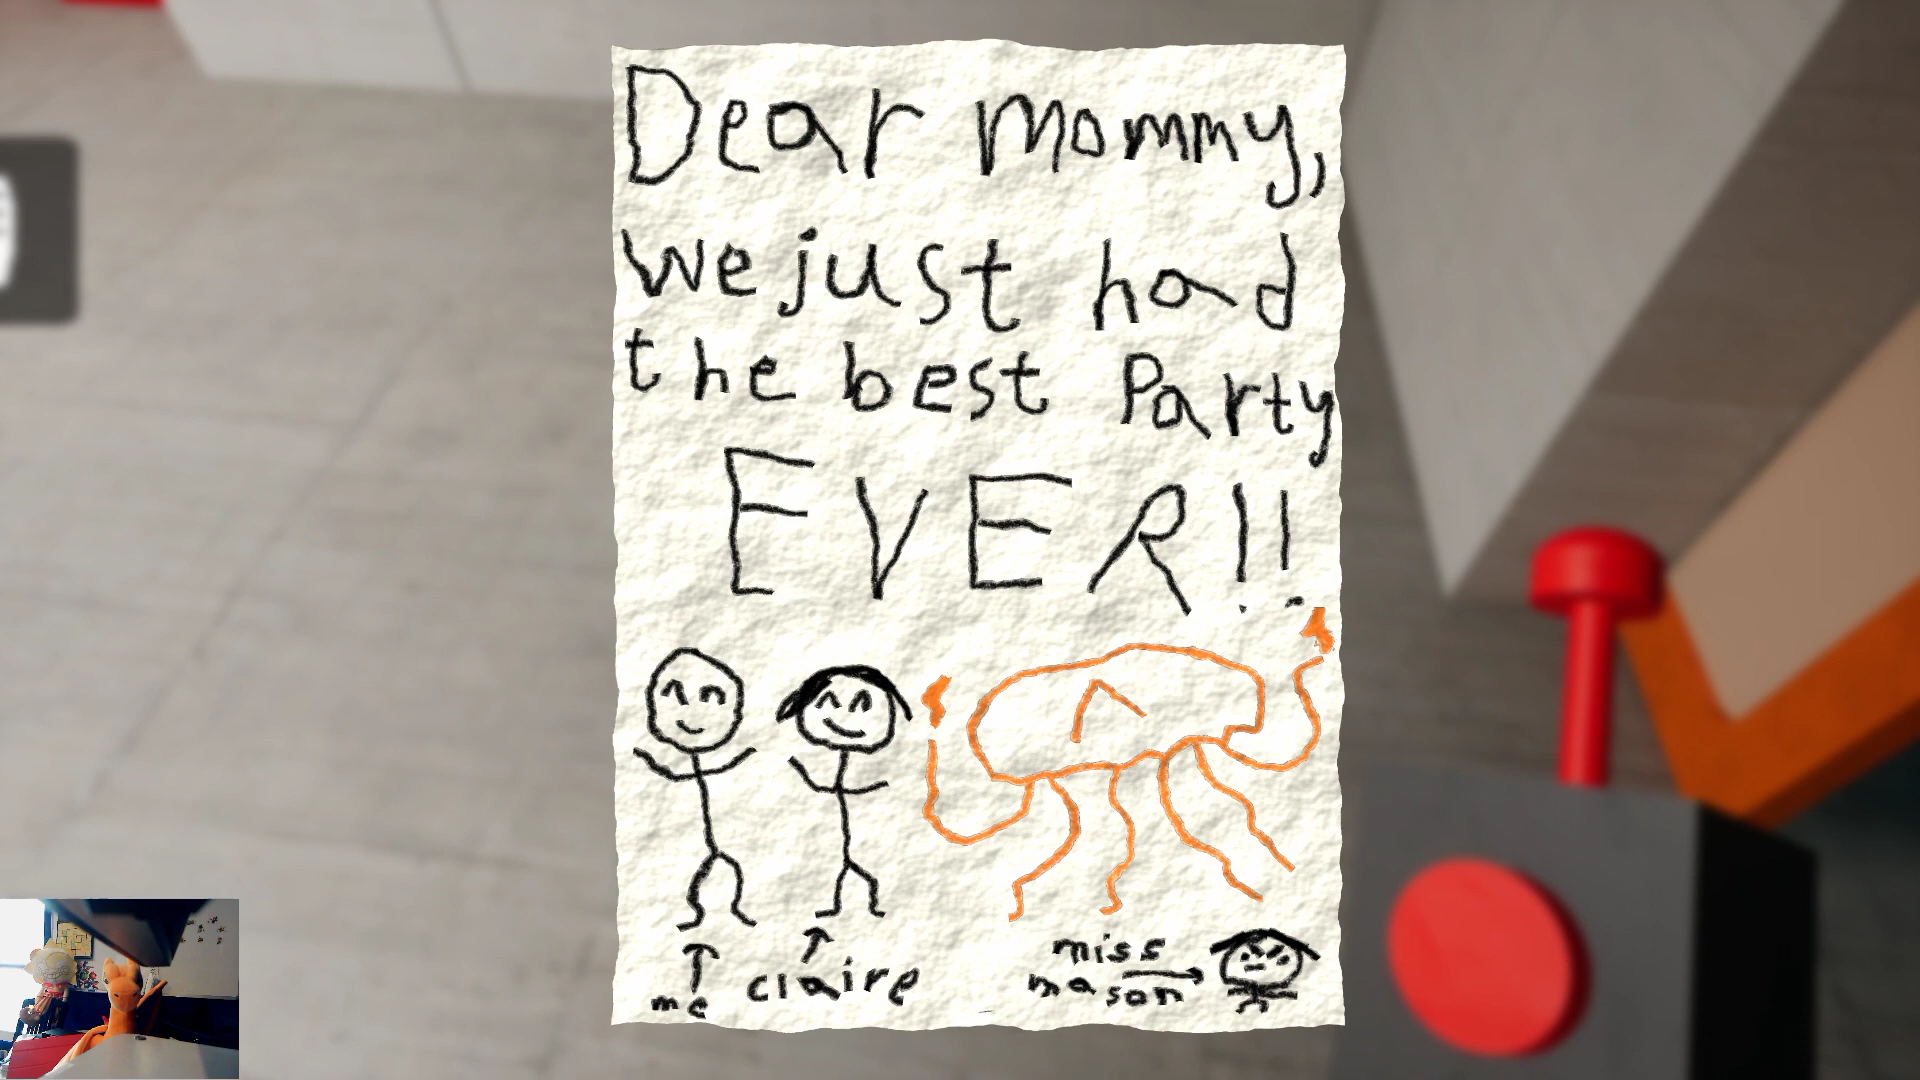 Dear mommy,
we just had
the best Party
EVER!!
me
claire
miss
mason